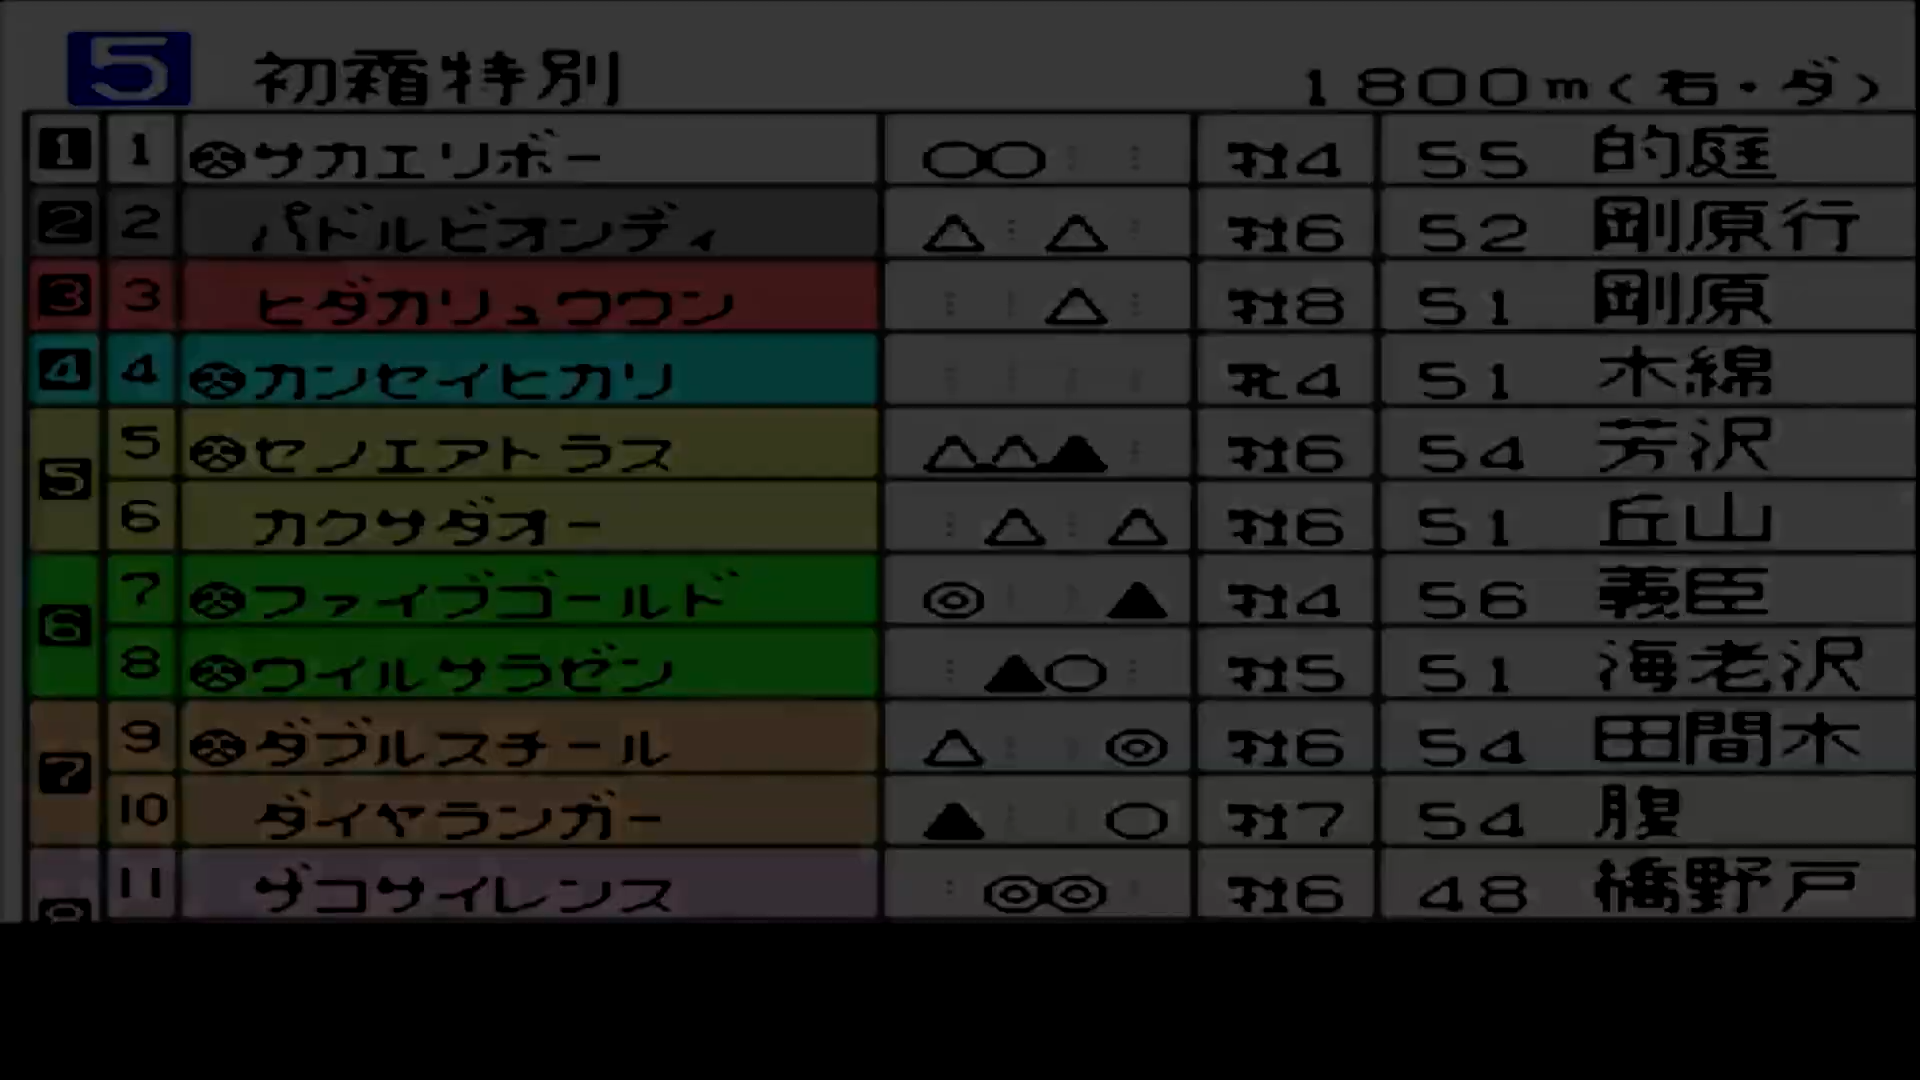 5 初霜特別 1800m(右・ダ)
1 1 サカエリボー ○○ 牡4 55 的庭
2 2 パドルビオンディ △ △ 牡6 52 剛原行
3 3 ヒダカリュウウン △ 牡8 51 剛原
4 4 カンセイヒカリ 牝4 51 木綿
5 5 セノエアトラス △△▲ 牡6 54 芳沢
6 カクサダオー △ △ 牡6 51 丘山
6 7 ファイブゴールド ◎ ▲ 牡4 56 義臣
8 ウイルサラゼン ▲○ 牡5 51 海老沢
7 9 ダブルスチール △ ◎ 牡6 54 田間木
10 ダイヤランガー ▲ ○ 牡7 54 腹
11 ザコサイレンス ◎◎ 牡6 48 橋野戸